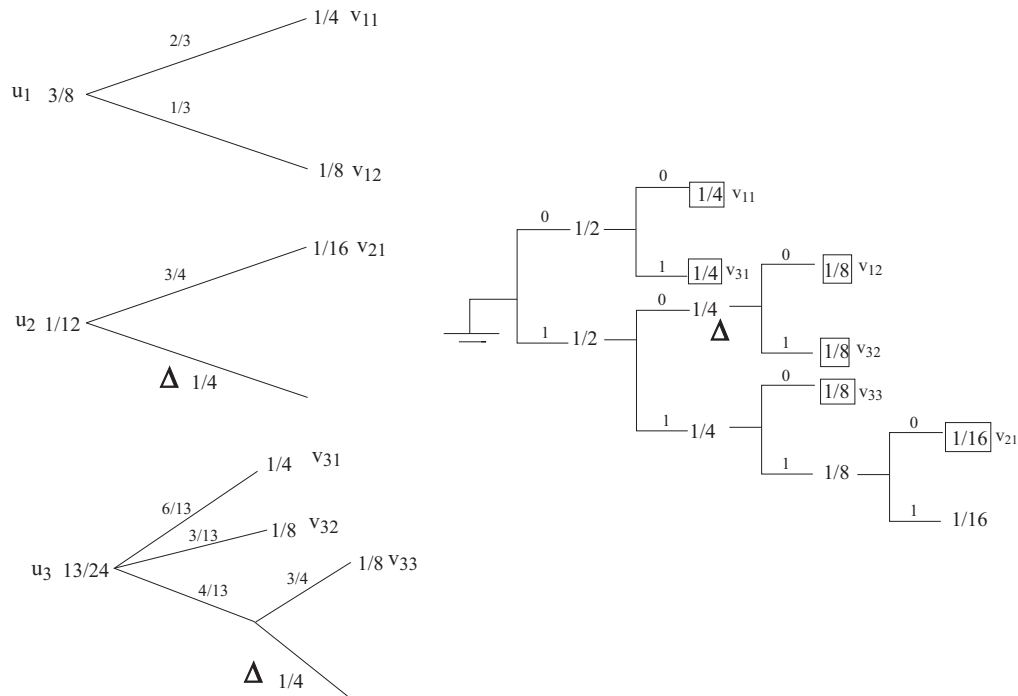 1/4 v11
2/3
u1 3/8
1/3
1/8 v12
1/16 v21
3/4
u2 1/12
Δ 1/4
1/4 v31
6/13
3/13
1/8 v32
u3 13/24
4/13
3/4
1/8 v33
Δ 1/4
0
1/4 v11
0
1/2
1
1/4 v31
0
1/8 v12
0
1/4
Δ
1
1/2
1
1/8 v32
0
1/8 v33
1
1/4
0
1/16 v21
1
1/8
1
1/16